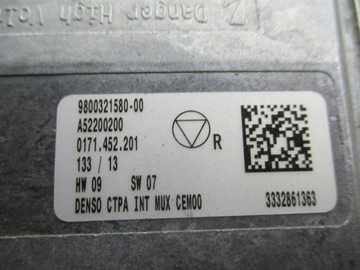 Z Danger High Vol
9800321580-00
A52200200
0171.452.201
133 / 13
R
HW 09 SW 07
DENSO CTPA INT MUX CEM00
3332861363